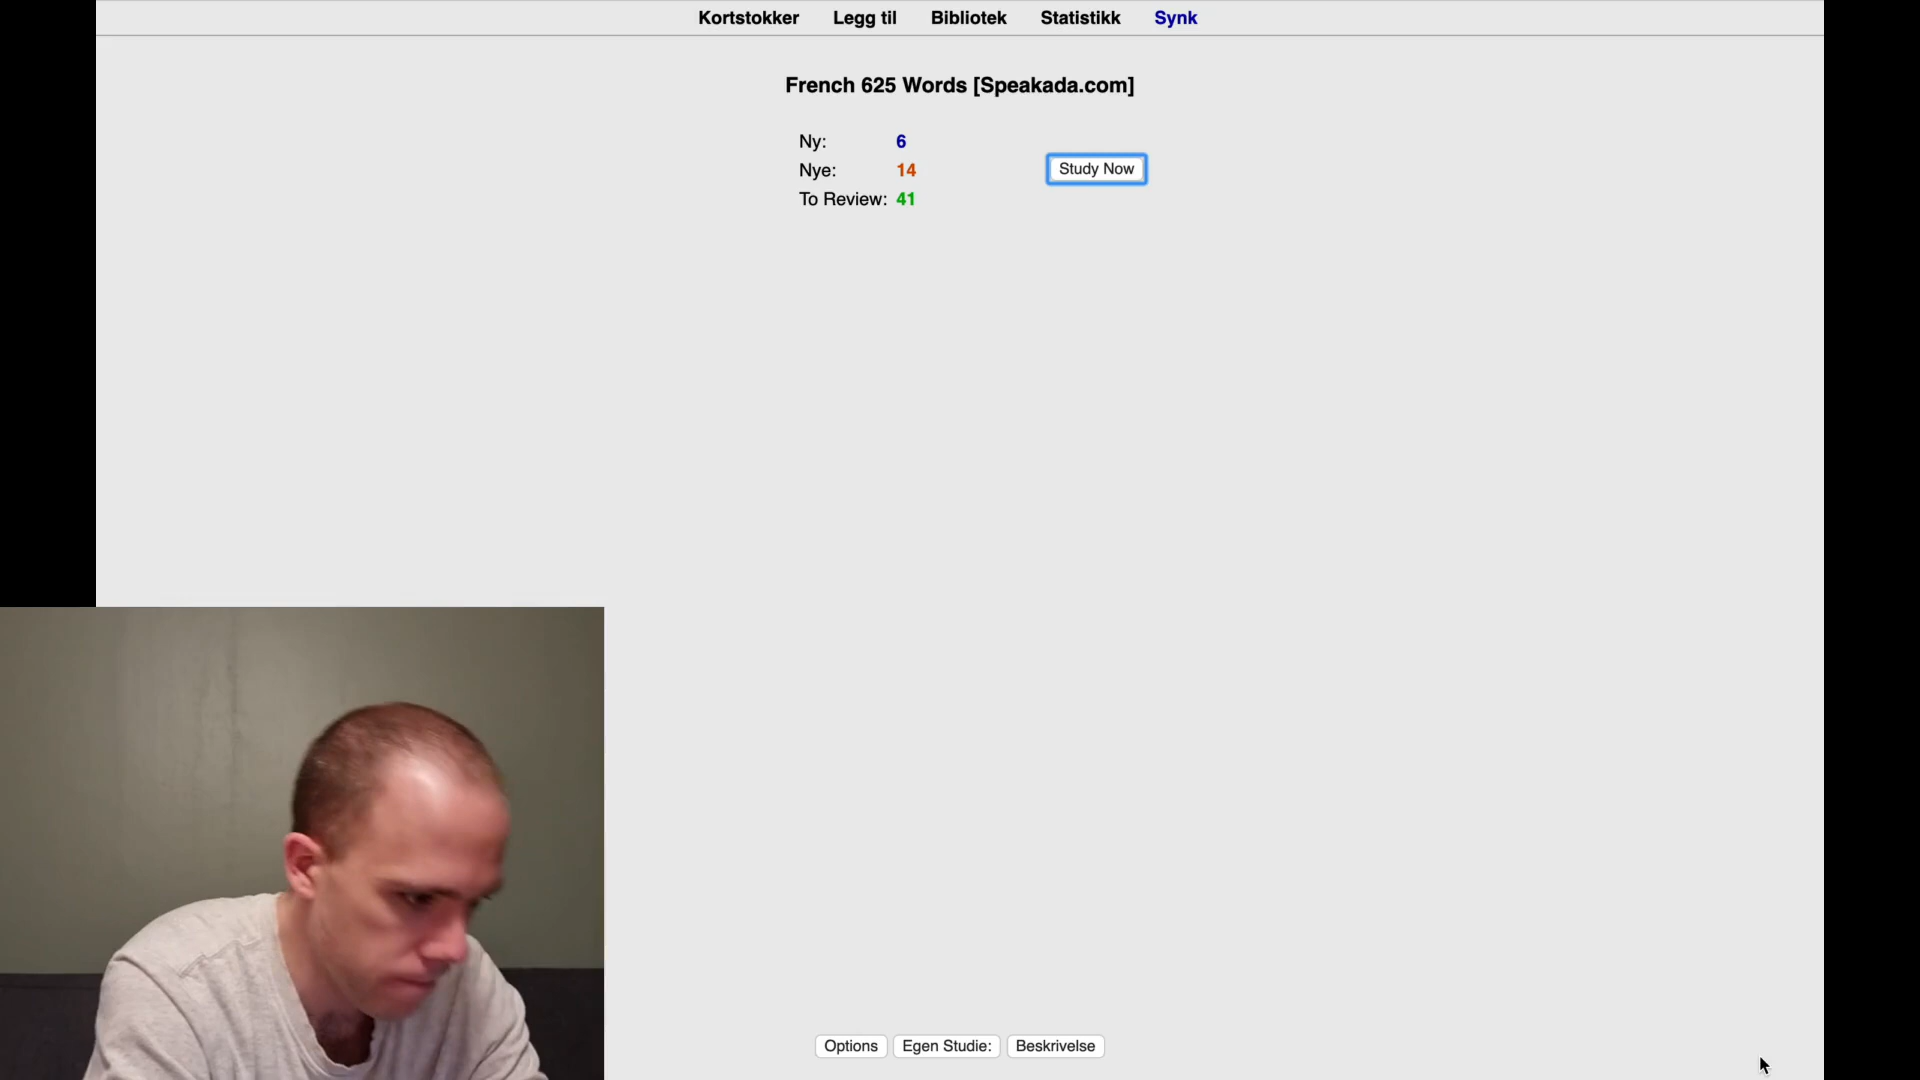 Kortstokker Legg til Bibliotek Statistikk Synk
French 625 Words [Speakada.com]
Ny: 6
Nye: 14
To Review: 41
Study Now
Options Egen Studie: Beskrivelse